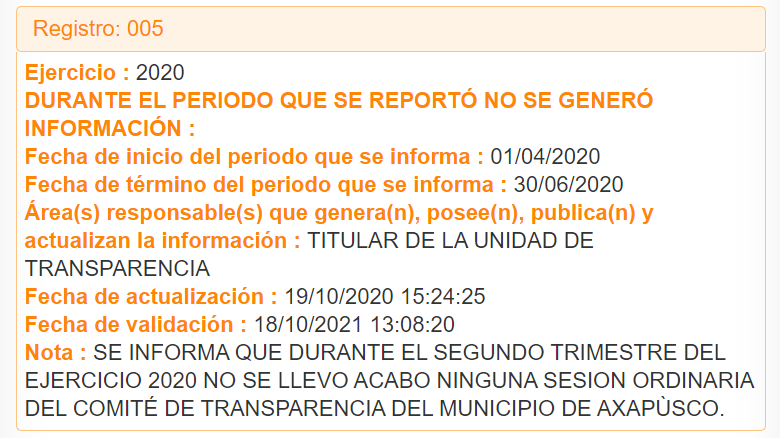 Registro: 005
Ejercicio : 2020
DURANTE EL PERIODO QUE SE REPORTÓ NO SE GENERÓ
INFORMACIÓN :
Fecha de inicio del periodo que se informa : 01/04/2020
Fecha de término del periodo que se informa : 30/06/2020
Área(s) responsable(s) que genera(n), posee(n), publica(n) y
actualizan la información : TITULAR DE LA UNIDAD DE
TRANSPARENCIA
Fecha de actualización : 19/10/2020 15:24:25
Fecha de validación : 18/10/2021 13:08:20
Nota : SE INFORMA QUE DURANTE EL SEGUNDO TRIMESTRE DEL
EJERCICIO 2020 NO SE LLEVO ACABO NINGUNA SESION ORDINARIA
DEL COMITÉ DE TRANSPARENCIA DEL MUNICIPIO DE AXAPÙSCO.